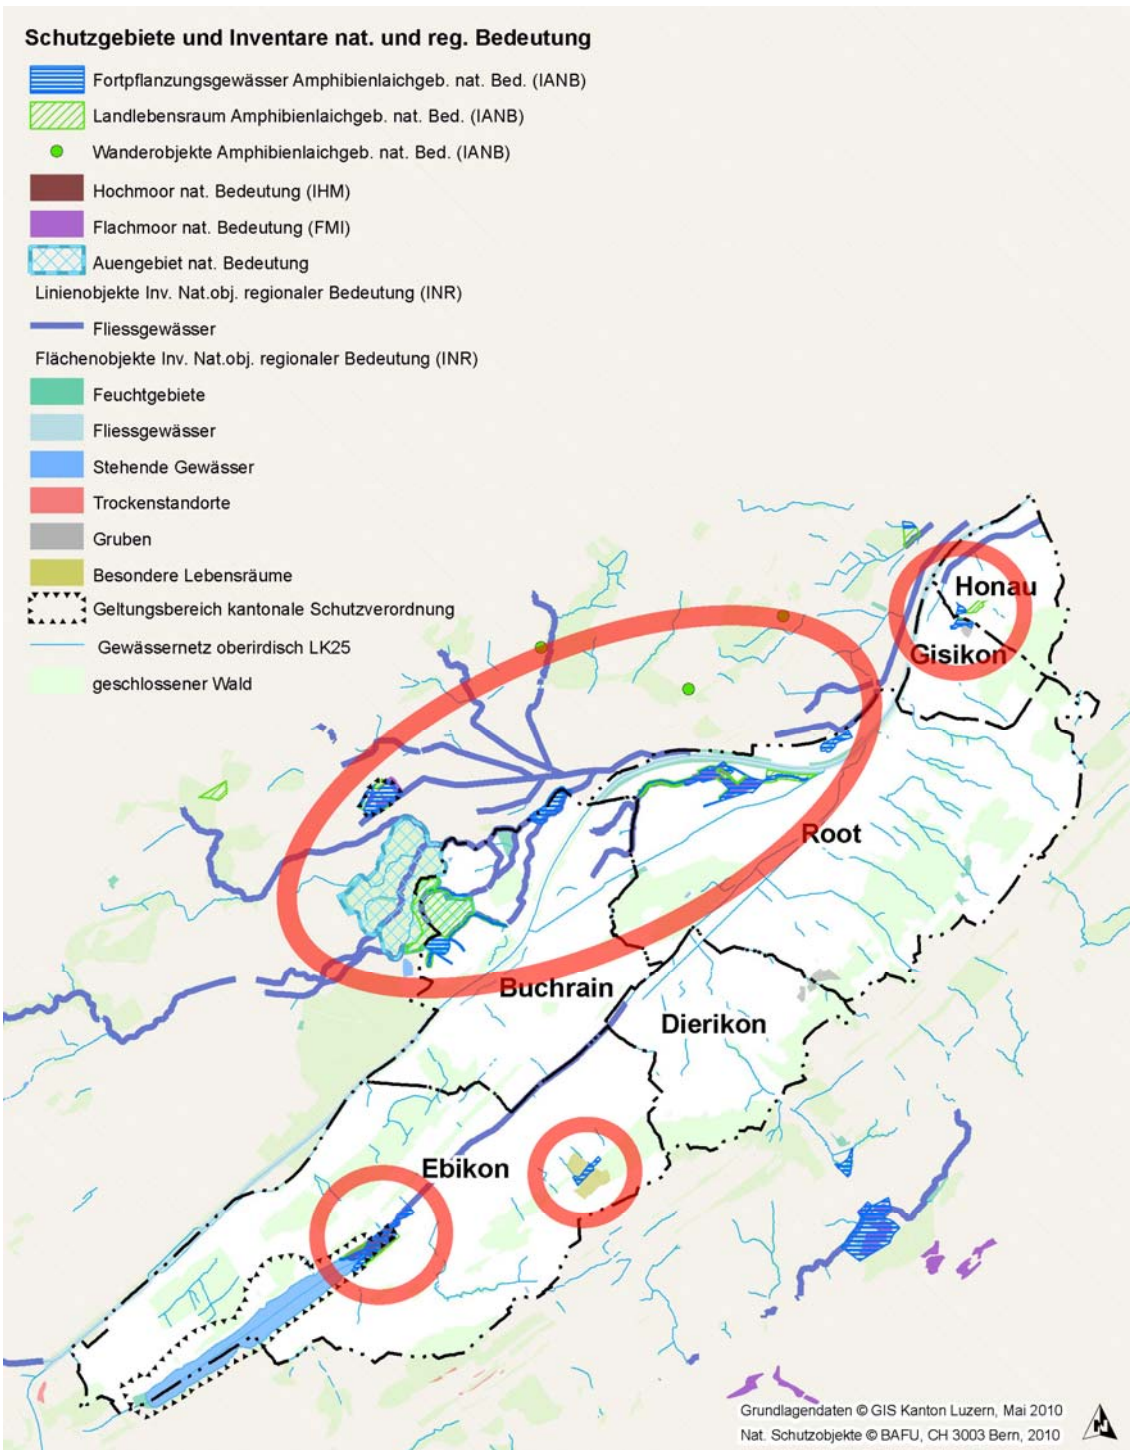 Schutzgebiete und Inventare nat. und reg. Bedeutung
Fortpflanzungsgewässer Amphibienlaichgeb. nat. Bed. (IANB)
Landlebensraum Amphibienlaichgeb. nat. Bed. (IANB)
Wanderobjekte Amphibienlaichgeb. nat. Bed. (IANB)
Hochmoor nat. Bedeutung (IHM)
Flachmoor nat. Bedeutung (FMI)
Auengebiet nat. Bedeutung
Linienobjekte Inv. Nat.obj. regionaler Bedeutung (INR)
Fliessgewässer
Flächenobjekte Inv. Nat.obj. regionaler Bedeutung (INR)
Feuchtgebiete
Fliessgewässer
Stehende Gewässer
Trockenstandorte
Gruben
Besondere Lebensräume
Geltungsbereich kantonale Schutzverordnung
Gewässernetz oberirdisch LK25
geschlossener Wald
Honau
Gisikon
Root
Buchrain
Dierikon
Ebikon
Grundlagendaten © GIS Kanton Luzern, Mai 2010
Nat. Schutzobjekte © BAFU, CH 3003 Bern, 2010
N